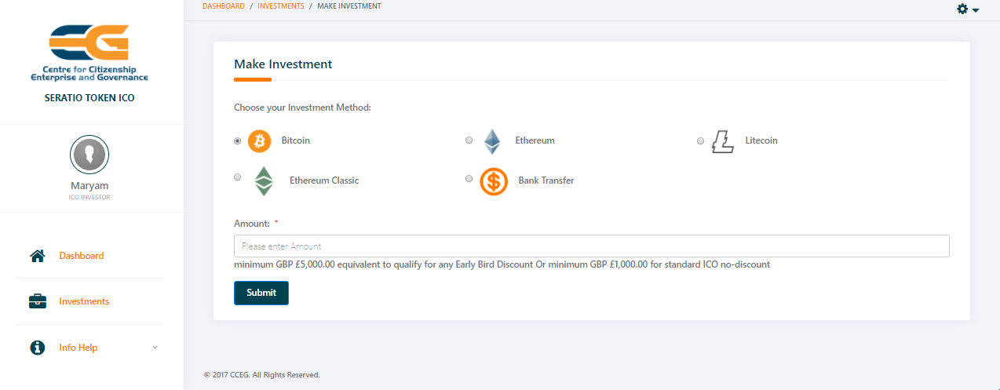 DASHBOARD / INVESTMENTS / MAKE INVESTMENT
Centre for Citizenship
Enterprise and Governance
SERATIO TOKEN ICO
Maryam
ICO INVESTOR
Dashboard
Investments
Info Help
Make Investment
Choose your Investment Method:
Bitcoin
Ethereum
Litecoin
Ethereum Classic
Bank Transfer
Amount: *
Please enter Amount
minimum GBP £5,000.00 equivalent to qualify for any Early Bird Discount Or minimum GBP £1,000.00 for standard ICO no-discount
Submit
© 2017 CCEG. All Rights Reserved.